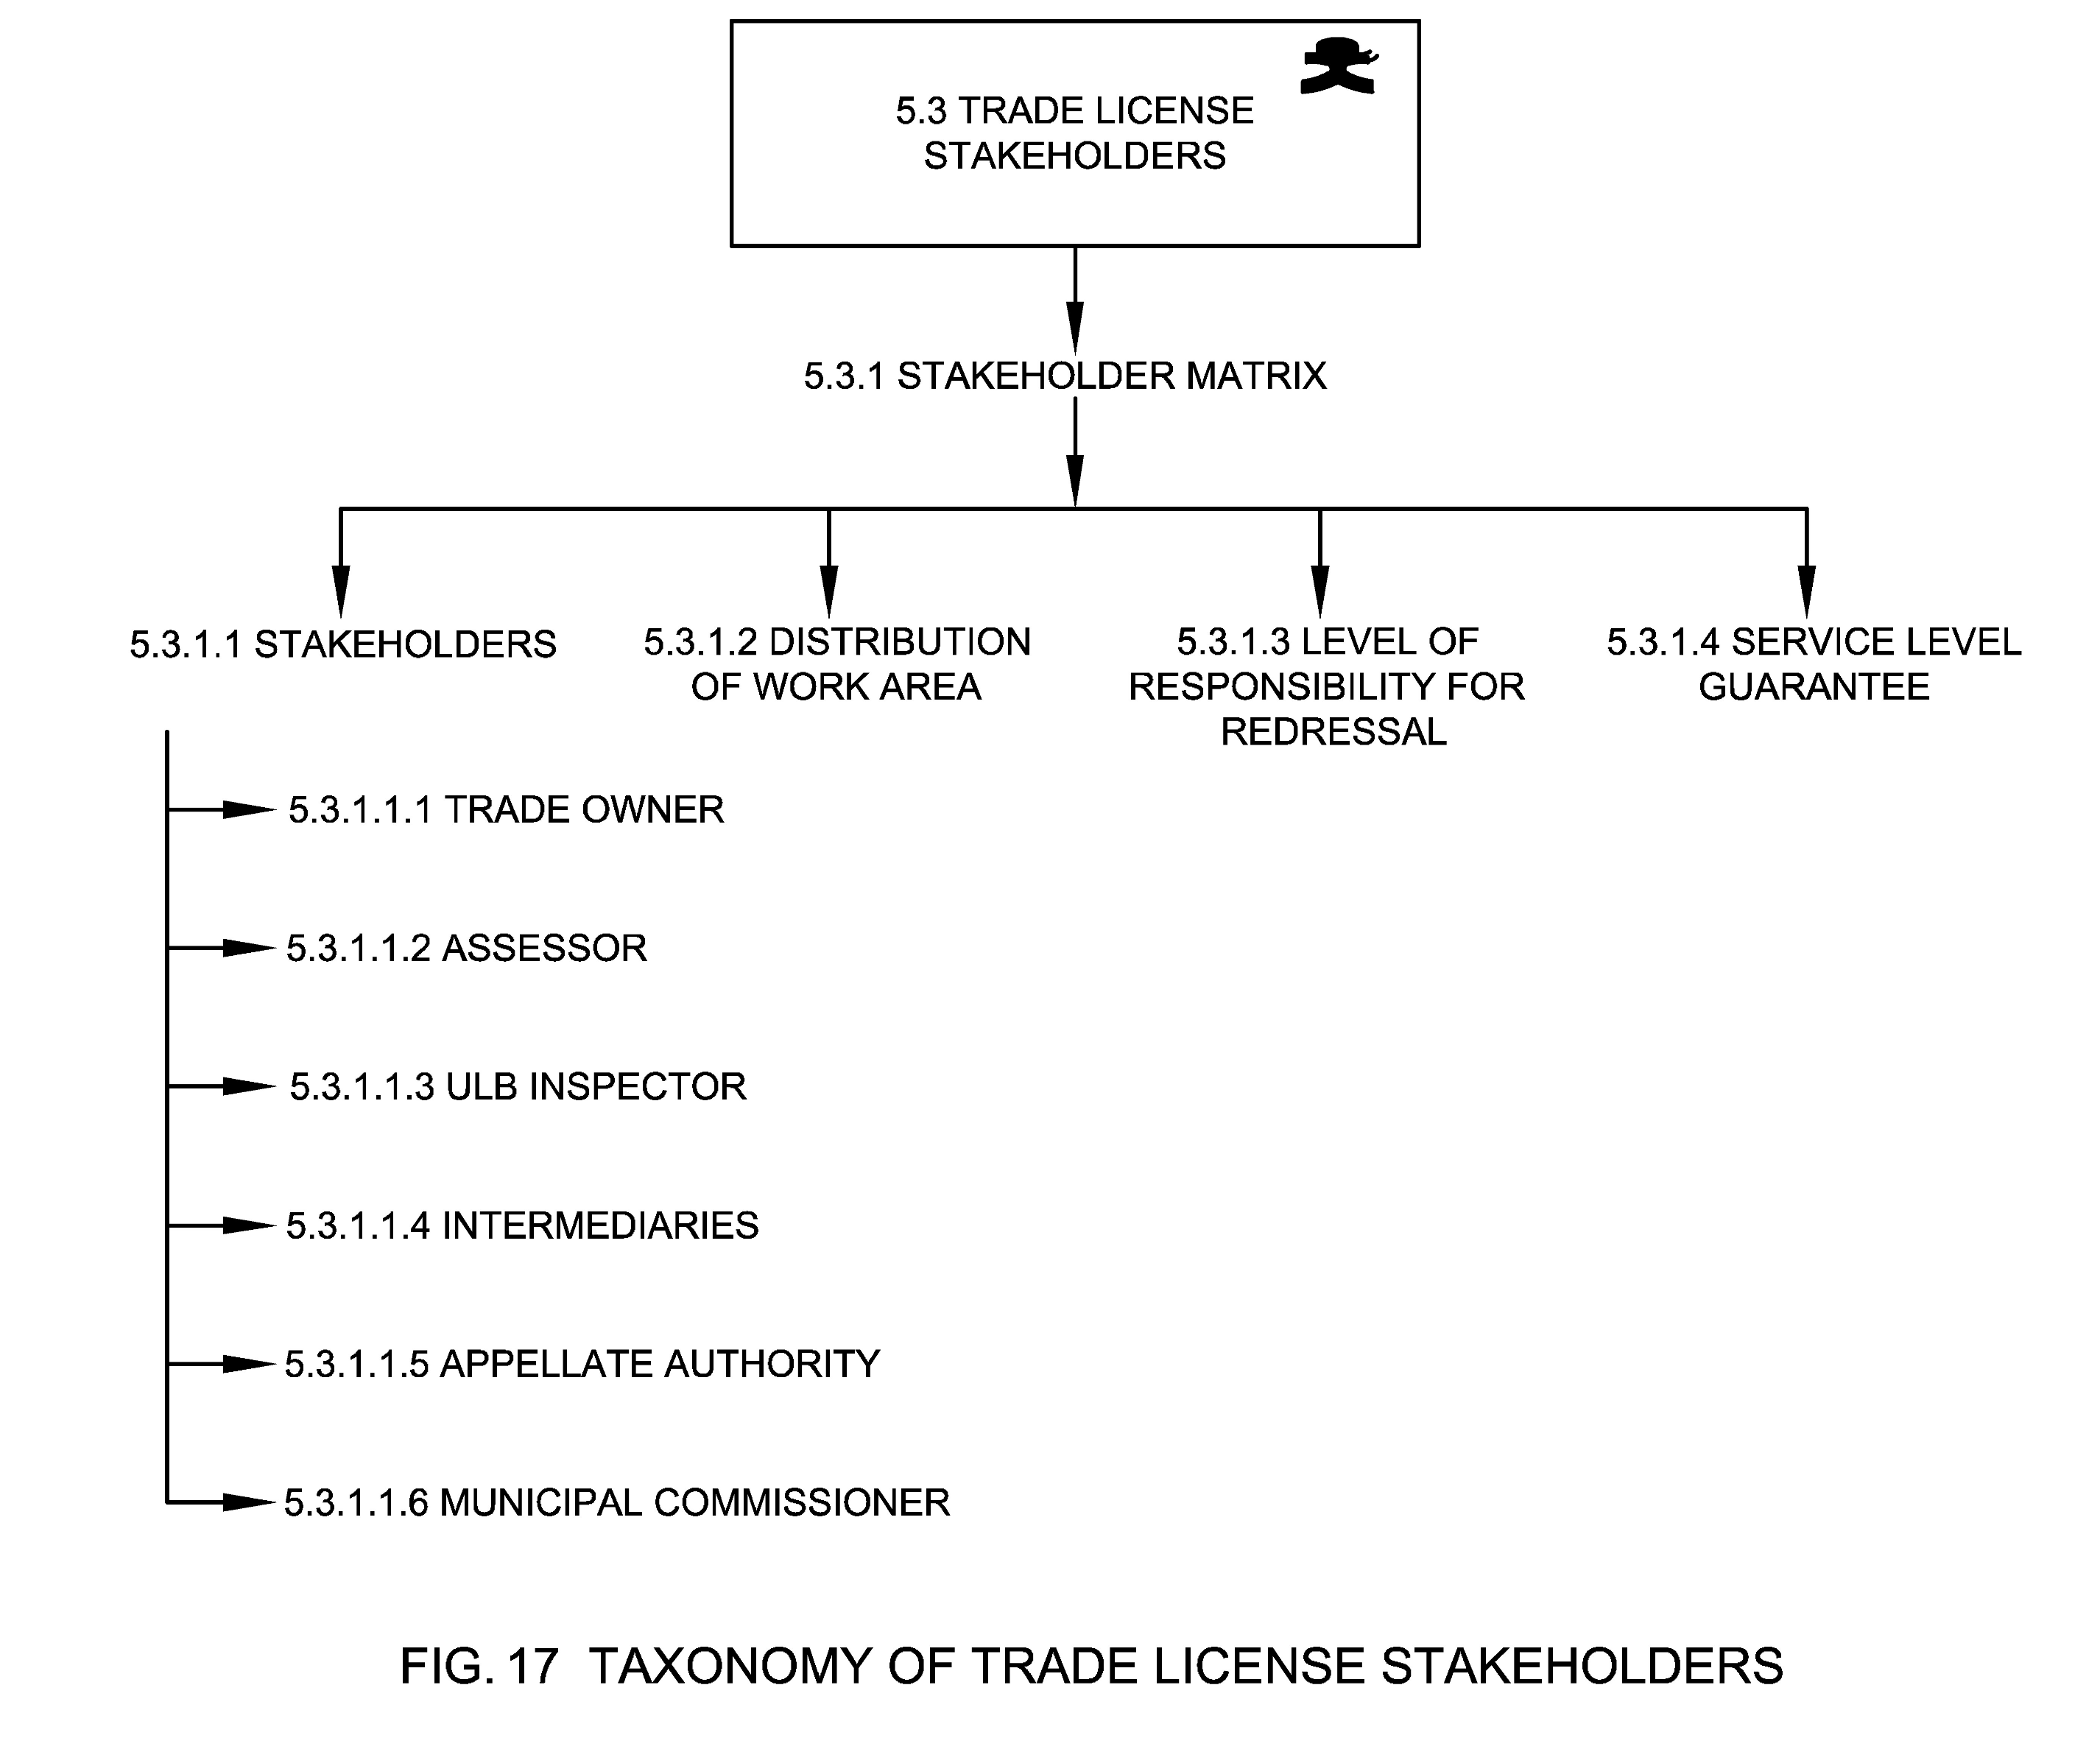 5.3 TRADE LICENSE
STAKEHOLDERS
5.3.1 STAKEHOLDER MATRIX
5.3.1.1 STAKEHOLDERS
5.3.1.2 DISTRIBUTION
OF WORK AREA
5.3.1.3 LEVEL OF
RESPONSIBILITY FOR
REDRESSAL
5.3.1.4 SERVICE LEVEL
GUARANTEE
5.3.1.1.1 TRADE OWNER
5.3.1.1.2 ASSESSOR
5.3.1.1.3 ULB INSPECTOR
5.3.1.1.4 INTERMEDIARIES
5.3.1.1.5 APPELLATE AUTHORITY
5.3.1.1.6 MUNICIPAL COMMISSIONER
FIG. 17 TAXONOMY OF TRADE LICENSE STAKEHOLDERS